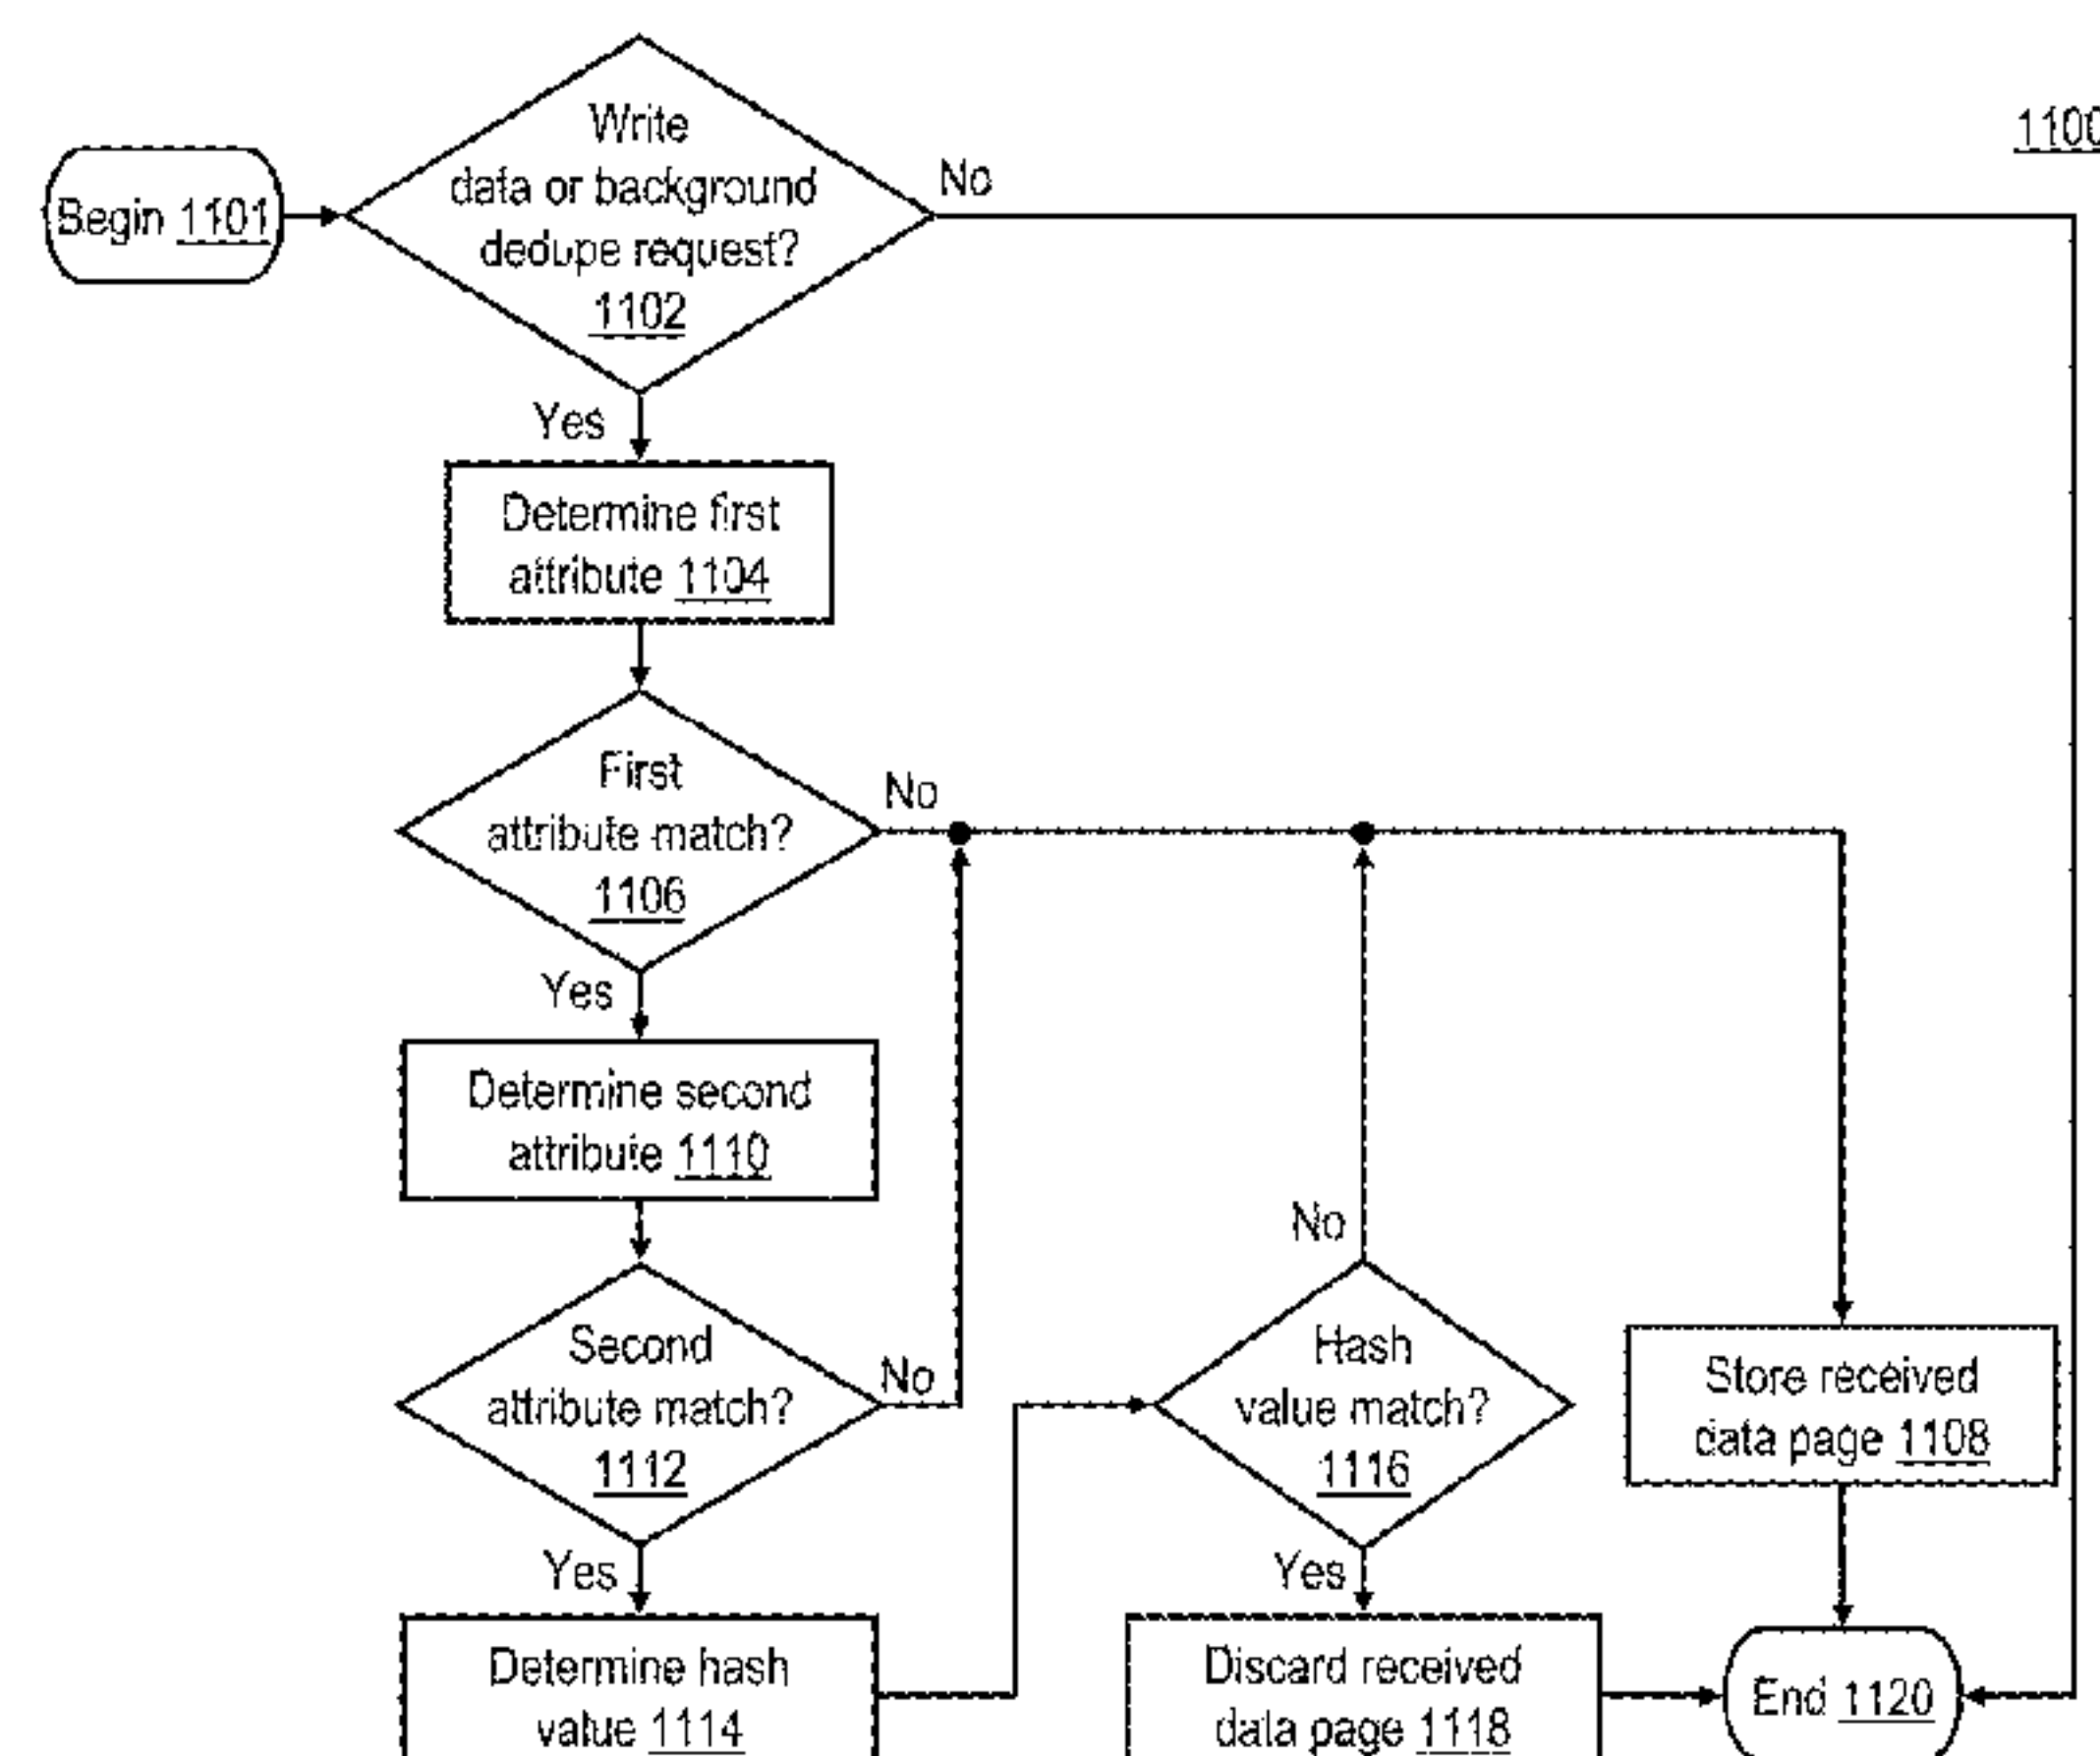 1100
Begin 1101
Write
data or background
dedupe request?
1102
No
Yes
Determine first
attribute 1104
First
attribute match?
1106
No
Yes
Determine second
attribute 1110
Second
attribute match?
1112
No
Yes
Determine hash
value 1114
Hash
value match?
1116
No
Yes
Discard received
data page 1118
Store received
data page 1108
End 1120